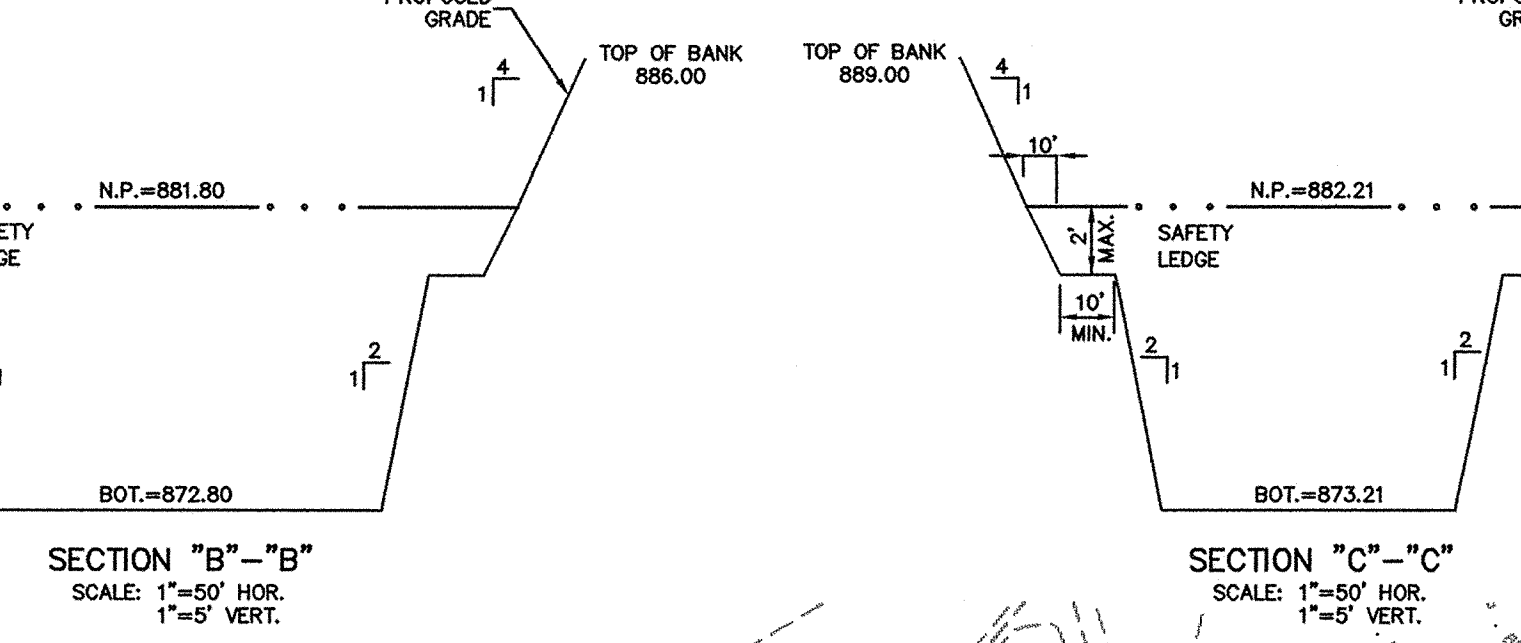 GRADE
TOP OF BANK
886.00
4
1
N.P.=881.80
2
1
BOT.=872.80
SECTION "B"–"B"
SCALE: 1"=50' HOR.
1"=5' VERT.
TOP OF BANK
889.00
4
1
10'
N.P.=882.21
2'
MAX.
SAFETY
LEDGE
10'
MIN.
2
1
2
1
BOT.=873.21
SECTION "C"–"C"
SCALE: 1"=50' HOR.
1"=5' VERT.